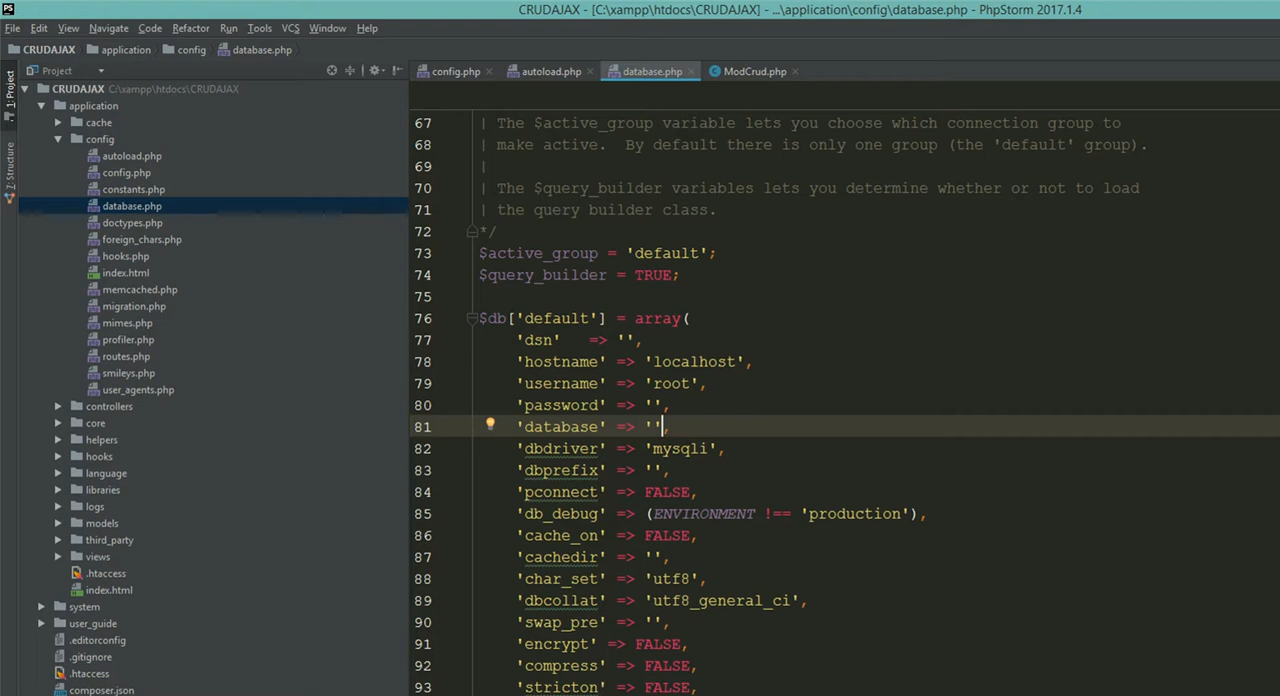 PS
CRUDAJAX - [C:\xampp\htdocs\CRUDAJAX] - ...\application\config\database.php - PhpStorm 2017.1.4
File Edit View Navigate Code Refactor Run Tools VCS Window Help
CRUDAJAX application config database.php
1: Project
7: Structure
Project
config.php autoload.php database.php ModCrud.php
CRUDAJAX C:\xampp\htdocs\CRUDAJAX
application
cache
config
autoload.php
config.php
constants.php
database.php
doctypes.php
foreign_chars.php
hooks.php
index.html
memcached.php
migration.php
mimes.php
profiler.php
routes.php
smileys.php
user_agents.php
controllers
core
helpers
hooks
language
libraries
logs
models
third_party
views
.htaccess
index.html
system
user_guide
.editorconfig
.gitignore
.htaccess
composer.json
67 | The $active_group variable lets you choose which connection group to
68 | make active.  By default there is only one group (the 'default' group).
69 |
70 | The $query_builder variables lets you determine whether or not to load
71 | the query builder class.
72 */
73 $active_group = 'default';
74 $query_builder = TRUE;
75
76 $db['default'] = array(
77 'dsn'   => '',
78 'hostname' => 'localhost',
79 'username' => 'root',
80 'password' => '',
81 'database' => '',
82 'dbdriver' => 'mysqli',
83 'dbprefix' => '',
84 'pconnect' => FALSE,
85 'db_debug' => (ENVIRONMENT !== 'production'),
86 'cache_on' => FALSE,
87 'cachedir' => '',
88 'char_set' => 'utf8',
89 'dbcollat' => 'utf8_general_ci',
90 'swap_pre' => '',
91 'encrypt' => FALSE,
92 'compress' => FALSE,
93 'stricton' => FALSE,